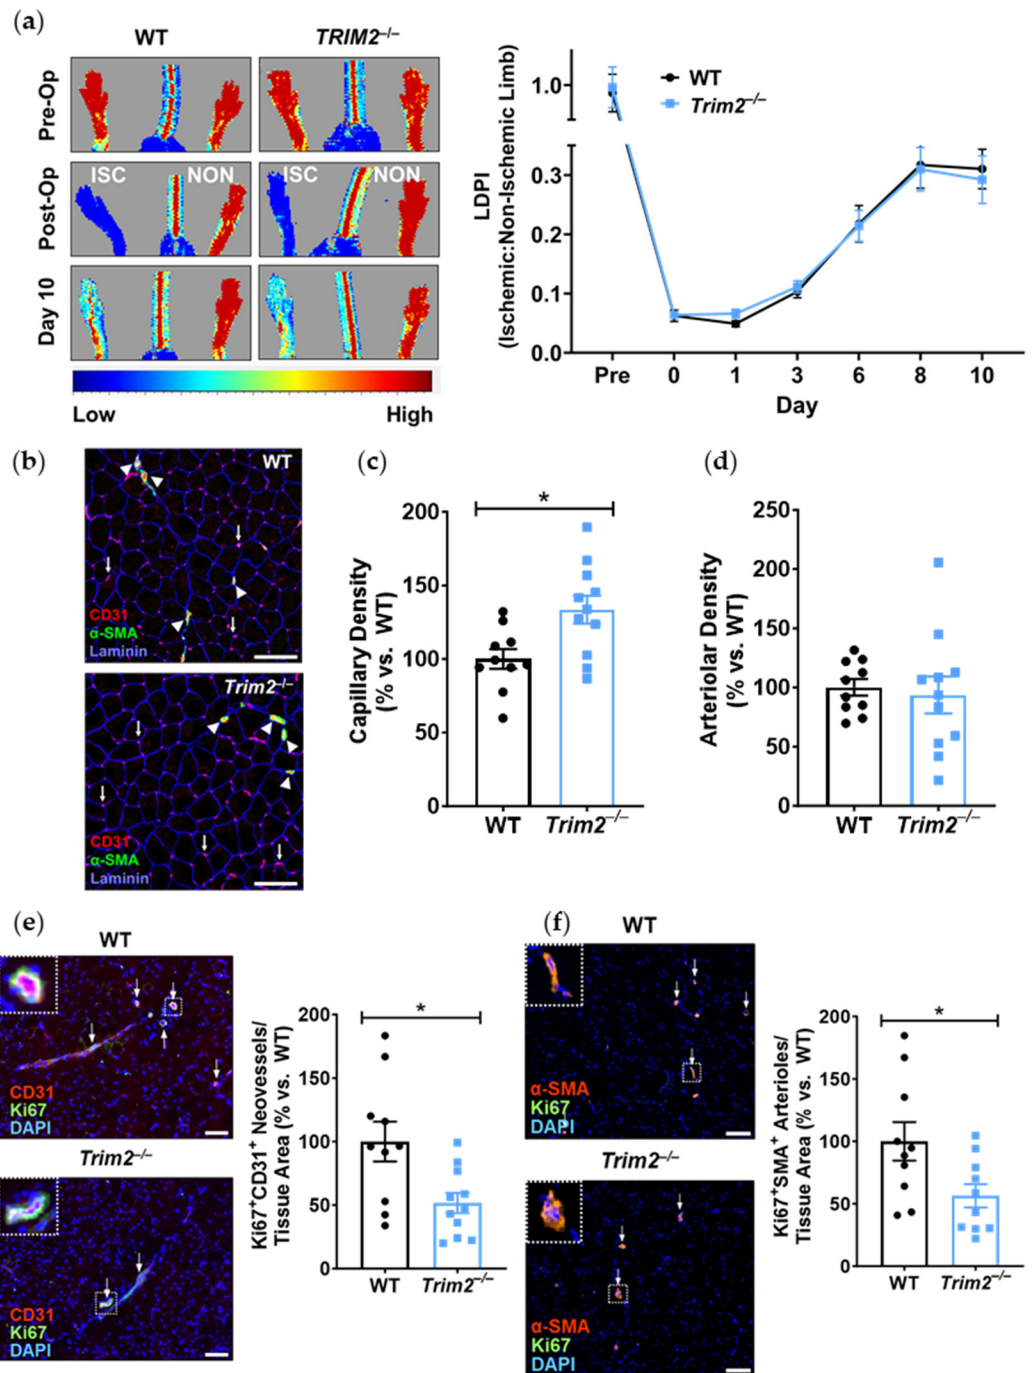 (a)
WT
TRIM2–/–
Pre-Op
Post-Op
Day 10
ISC
NON
ISC
NON
Low
High
LDPI
(Ischemic:Non-Ischemic Limb)
1.0
0.3
0.2
0.1
0.0
WT
Trim2–/–
Pre
0
1
3
6
8
10
Day
(b)
WT
CD31
α-SMA
Laminin
Trim2–/–
CD31
α-SMA
Laminin
(c)
Capillary Density
(% vs. WT)
200
150
100
50
0
*
WT
Trim2–/–
(d)
Arteriolar Density
(% vs. WT)
250
200
150
100
50
0
WT
Trim2–/–
(e)
WT
CD31
Ki67
DAPI
Trim2–/–
CD31
Ki67
DAPI
Ki67+CD31+ Neovessels/
Tissue Area (% vs. WT)
200
150
100
50
0
*
WT
Trim2–/–
(f)
WT
α-SMA
Ki67
DAPI
Trim2–/–
α-SMA
Ki67
DAPI
Ki67+SMA+ Arterioles/
Tissue Area (% vs. WT)
200
150
100
50
0
*
WT
Trim2–/–